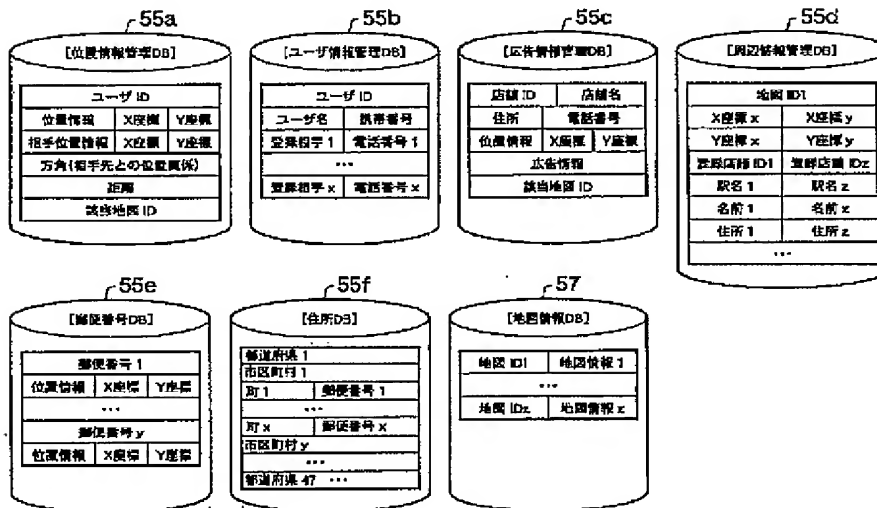 55a
[位置情報管理DB]
ユーザ ID
位置情報 X座標 Y座標
相手位置情報 X座標 Y座標
方角(相手先との位置関係)
距離
該当地図 ID
55b
[ユーザ情報管理DB]
ユーザ ID
ユーザ名 携帯番号
登録相手 1 電話番号 1
...
登録相手 x 電話番号 x
55c
[広告情報管理DB]
店舗 ID 店舗名
住所 電話番号
位置情報 X座標 Y座標
広告情報
該当地図 ID
55d
[周辺情報管理DB]
地図 ID1
X座標 x X座標 y
Y座標 x Y座標 y
登録店舗 ID1 登録店舗 IDz
駅名 1 駅名 z
名前 1 名前 z
住所 1 住所 z
...
55e
[郵便番号DB]
郵便番号 1
位置情報 X座標 Y座標
...
郵便番号 y
位置情報 X座標 Y座標
55f
[住所DB]
都道府県 1
市区町村 1
町 1 郵便番号 1
...
町 x 郵便番号 x
市区町村 y
...
都道府県 47 ...
57
[地図情報DB]
地図 ID1 地図情報 1
...
地図 IDz 地図情報 z